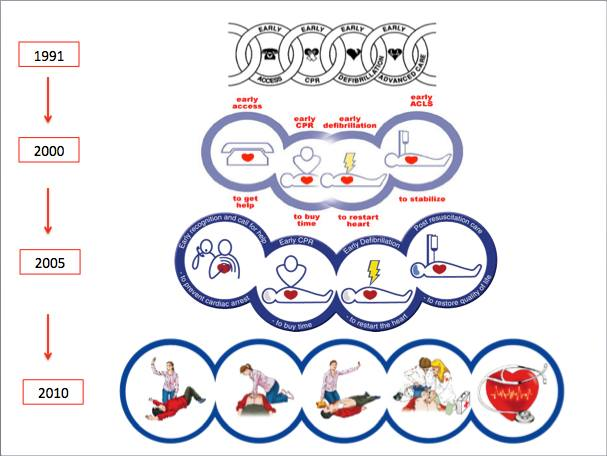 1991
EARLY
ACCESS
EARLY
CPR
EARLY
DEFIBRILLATION
EARLY
ADVANCED CARE
2000
early
access
to get
help
early
CPR
to buy
time
early
defibrillation
to restart
heart
early
ACLS
to stabilize
2005
Early recognition and call for help
- to prevent cardiac arrest
Early CPR
- to buy time
Early Defibrillation
- to restart the heart
Post resuscitation care
- to restore quality of life
2010